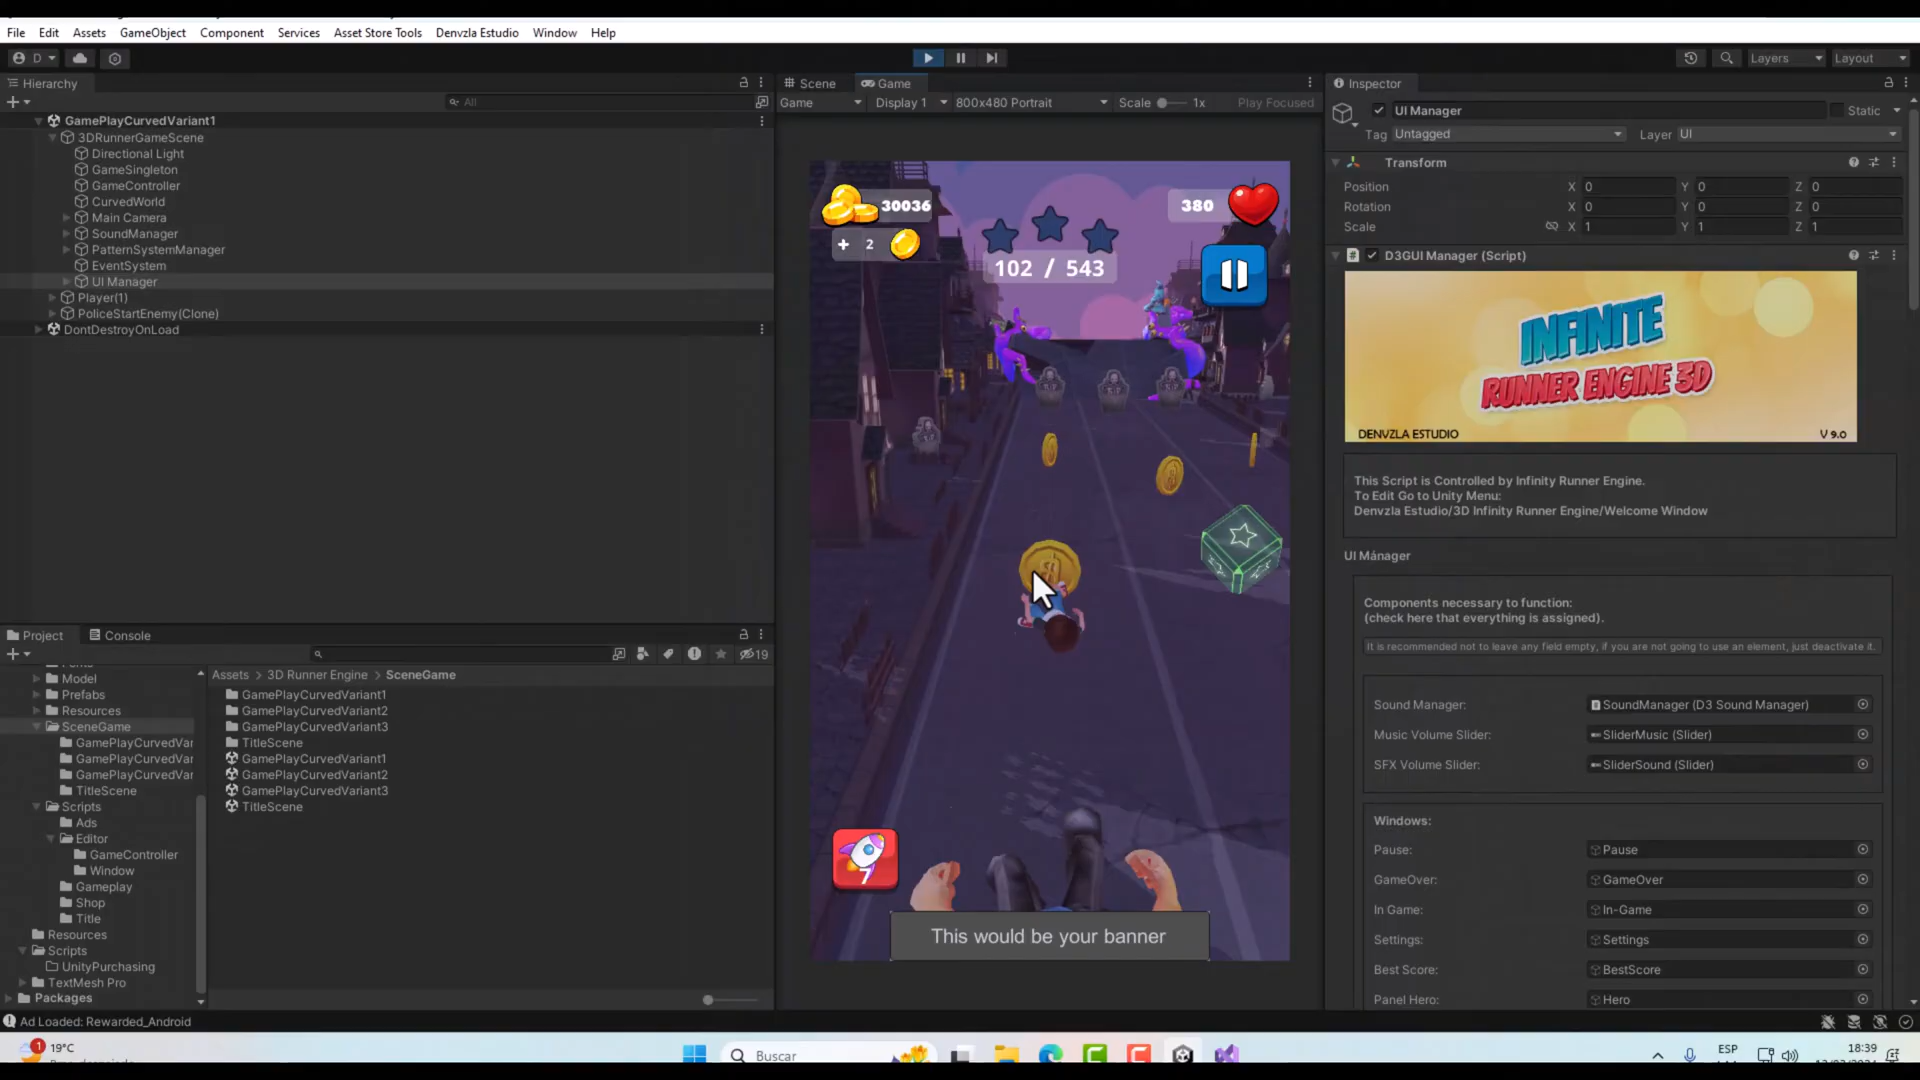 File Edit Assets GameObject Component Services Asset Store Tools Denvzla Estudio Window Help
D Layers Layout
Hierarchy
All
GamePlayCurvedVariant1
3DRunnerGameScene
Directional Light
GameSingleton
GameController
CurvedWorld
Main Camera
SoundManager
PatternSystemManager
EventSystem
UI Manager
Player(1)
PoliceStartEnemy(Clone)
DontDestroyOnLoad
Scene Game
Game Display 1 800x480 Portrait Scale 1x Play Focused
30036
+ 2
380
102 / 543
7
This would be your banner
Inspector
UI Manager Static
Tag Untagged Layer UI
Transform
Position X 0 Y 0 Z 0
Rotation X 0 Y 0 Z 0
Scale X 1 Y 1 Z 1
D3GUI Manager (Script)
INFINITE
RUNNER ENGINE 3D
DENVZLA ESTUDIO V 9.0
This Script is Controlled by Infinity Runner Engine.
To Edit Go to Unity Menu:
Denvzla Estudio/3D Infinity Runner Engine/Welcome Window
UI Mánager
Components necessary to function:
(check here that everything is assigned).
It is recommended not to leave any field empty, if you are not going to use an element, just deactivate it.
Sound Manager: SoundManager (D3 Sound Manager)
Music Volume Slider: SliderMusic (Slider)
SFX Volume Slider: SliderSound (Slider)
Windows:
Pause: Pause
GameOver: GameOver
In Game: In-Game
Settings: Settings
Best Score: BestScore
Panel Hero: Hero
Project Console
19
Model
Prefabs
Resources
SceneGame
GamePlayCurvedVar
GamePlayCurvedVar
GamePlayCurvedVar
TitleScene
Scripts
Ads
Editor
GameController
Window
Gameplay
Shop
Title
Resources
Scripts
UnityPurchasing
TextMesh Pro
Packages
Assets > 3D Runner Engine > SceneGame
GamePlayCurvedVariant1
GamePlayCurvedVariant2
GamePlayCurvedVariant3
TitleScene
GamePlayCurvedVariant1
GamePlayCurvedVariant2
GamePlayCurvedVariant3
TitleScene
Ad Loaded: Rewarded_Android
1 19°C
Buscar
ESP
18:39